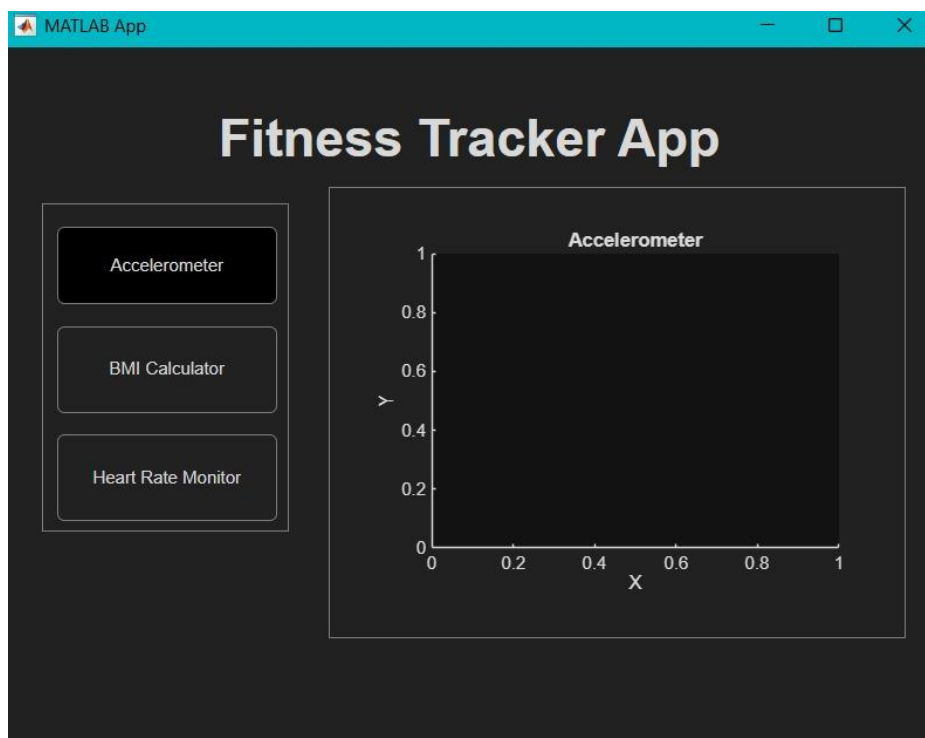 MATLAB App
Fitness Tracker App
Accelerometer
BMI Calculator
Heart Rate Monitor
Accelerometer
1
0.8
0.6
Y
0.4
0.2
0
0 0.2 0.4 0.6 0.8 1
X